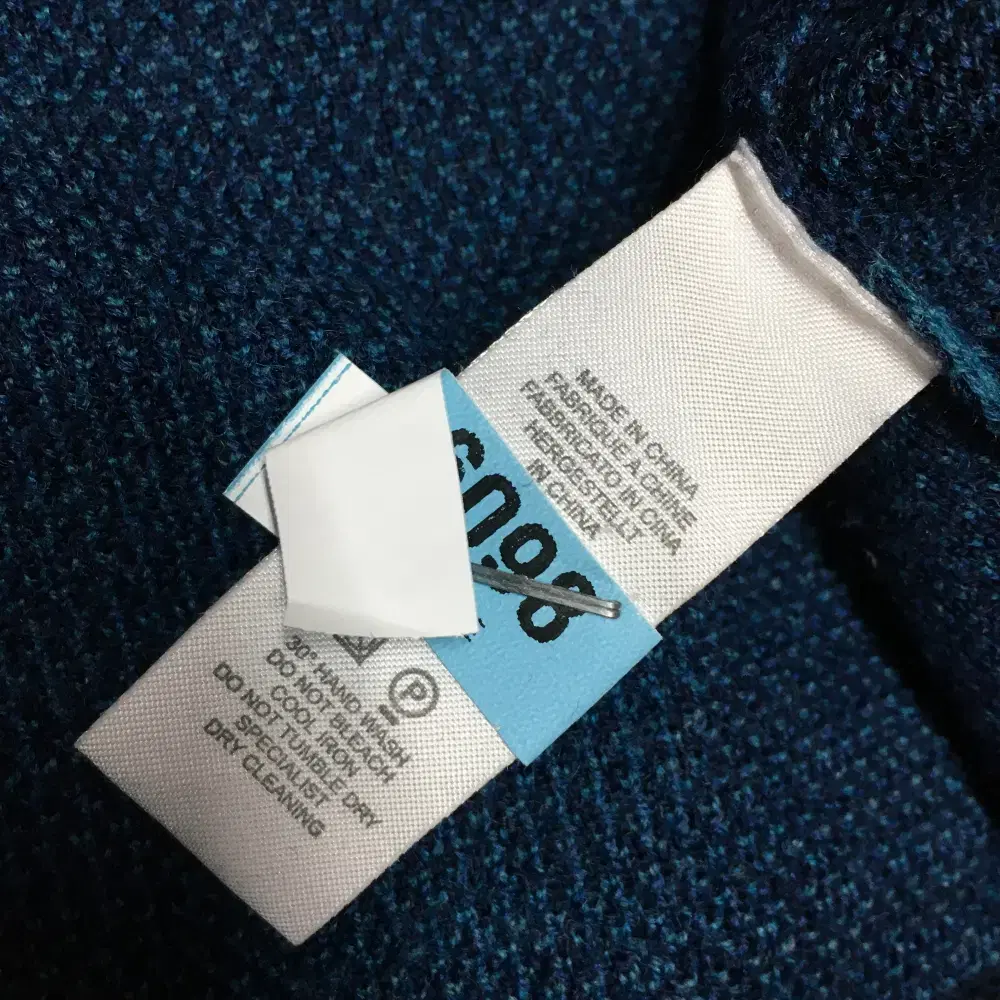 MADE IN CHINA
FABRIQUE A CHINE
FABBRICATO IN CINA
HERGESTELLT
IN CHINA
P
30° HAND WASH
DO NOT BLEACH
COOL IRON
DO NOT TUMBLE DRY
SPECIALIST
DRY CLEANING